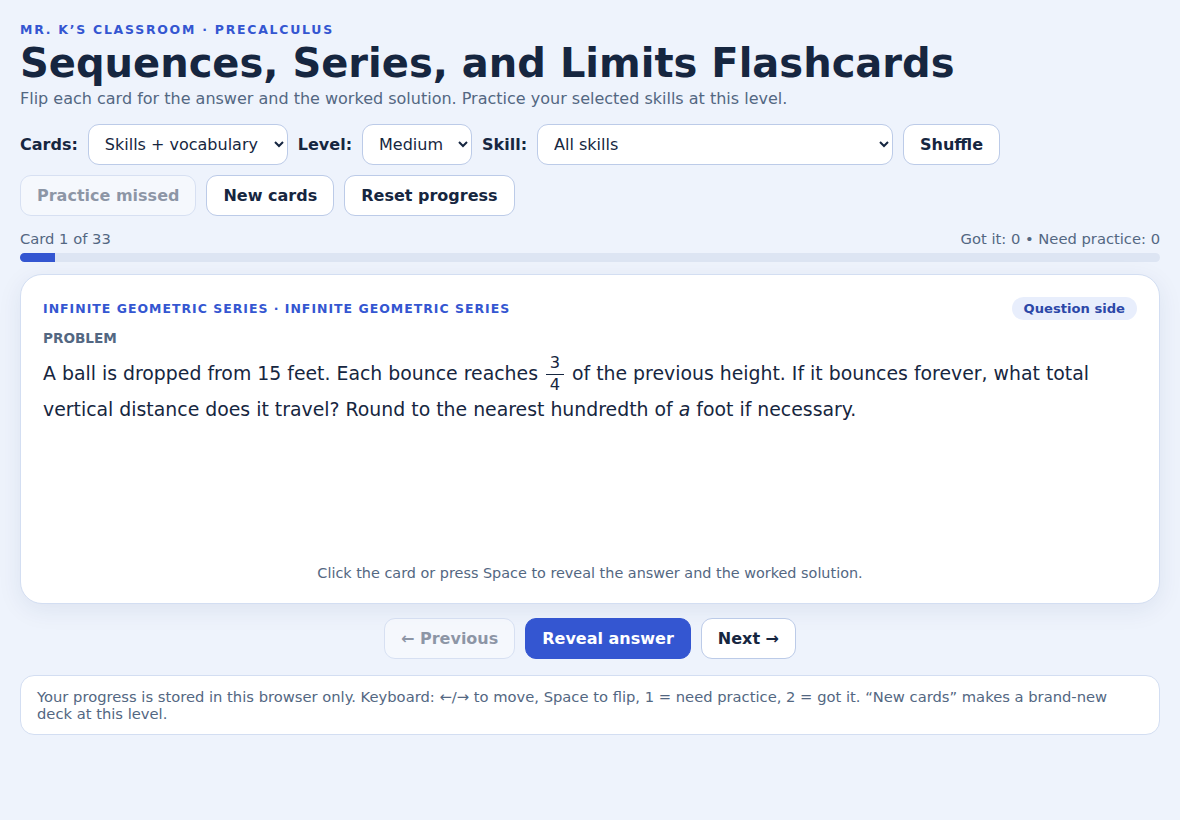 MR. K’S CLASSROOM · PRECALCULUS
Sequences, Series, and Limits Flashcards
Flip each card for the answer and the worked solution. Practice your selected skills at this level.
Cards: Skills + vocabulary Level: Medium Skill: All skills Shuffle
Practice missed New cards Reset progress
Card 1 of 33 Got it: 0 • Need practice: 0
INFINITE GEOMETRIC SERIES · INFINITE GEOMETRIC SERIES Question side
PROBLEM
A ball is dropped from 15 feet. Each bounce reaches 3/4 of the previous height. If it bounces forever, what total
vertical distance does it travel? Round to the nearest hundredth of a foot if necessary.
Click the card or press Space to reveal the answer and the worked solution.
← Previous Reveal answer Next →
Your progress is stored in this browser only. Keyboard: ←/→ to move, Space to flip, 1 = need practice, 2 = got it. “New cards” makes a brand-new
deck at this level.